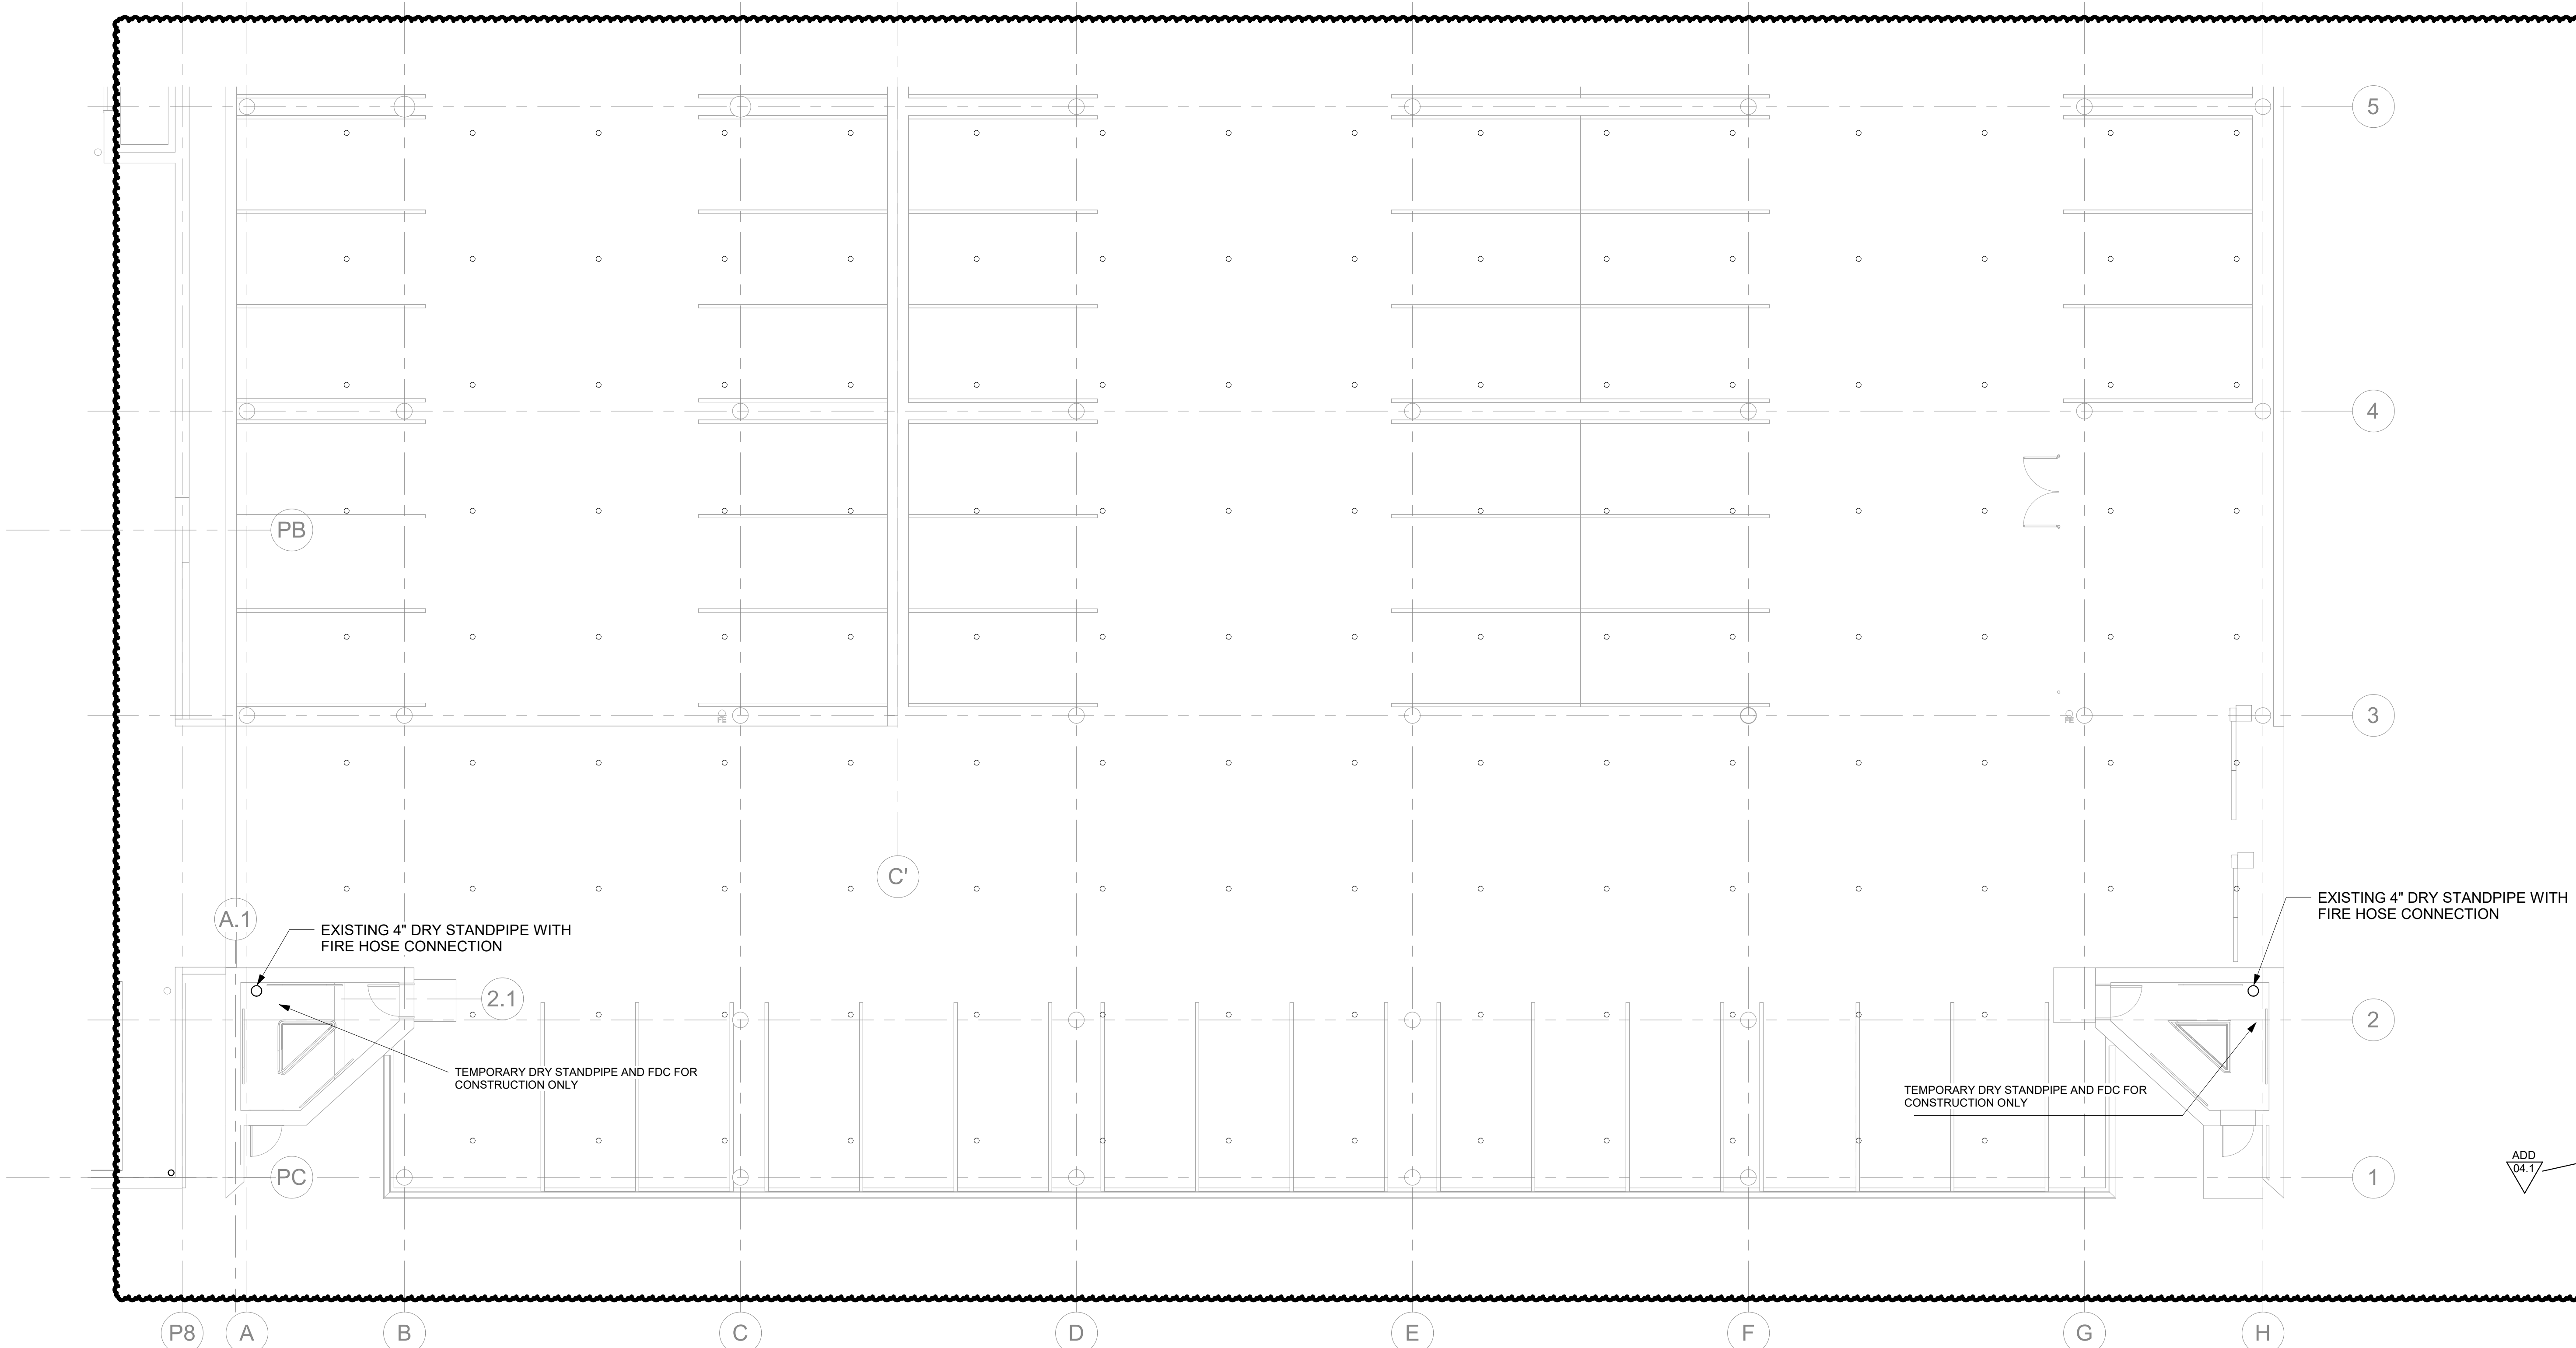 5
4
PB
FE
FE
3
C'
A.1
EXISTING 4" DRY STANDPIPE WITH
FIRE HOSE CONNECTION
EXISTING 4" DRY STANDPIPE WITH
FIRE HOSE CONNECTION
2.1
2
TEMPORARY DRY STANDPIPE AND FDC FOR
CONSTRUCTION ONLY
TEMPORARY DRY STANDPIPE AND FDC FOR
CONSTRUCTION ONLY
PC
1
ADD
04.1
P8 A B C D E F G H